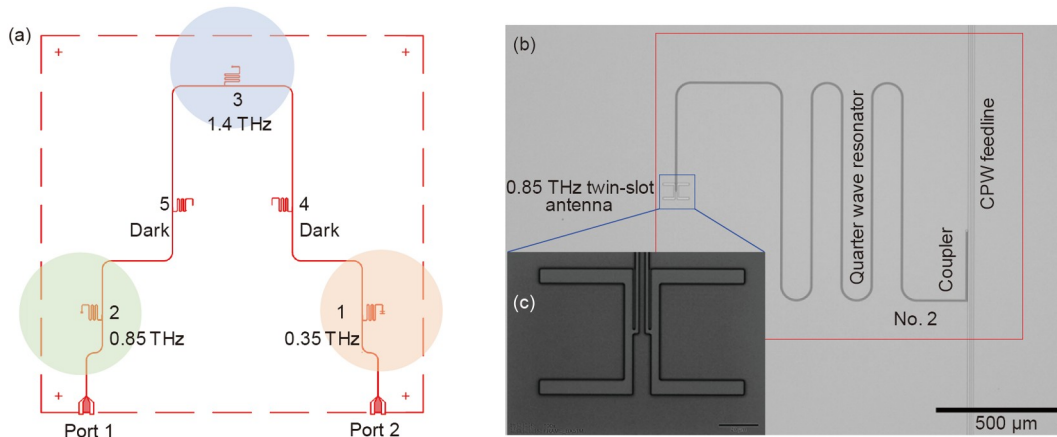 (a)
3
1.4 THz
5
4
Dark
Dark
2
1
0.85 THz
0.35 THz
Port 1
Port 2
(b)
0.85 THz twin-slot
antenna
Quarter wave resonator
Coupler
CPW feedline
No. 2
(c)
500 μm